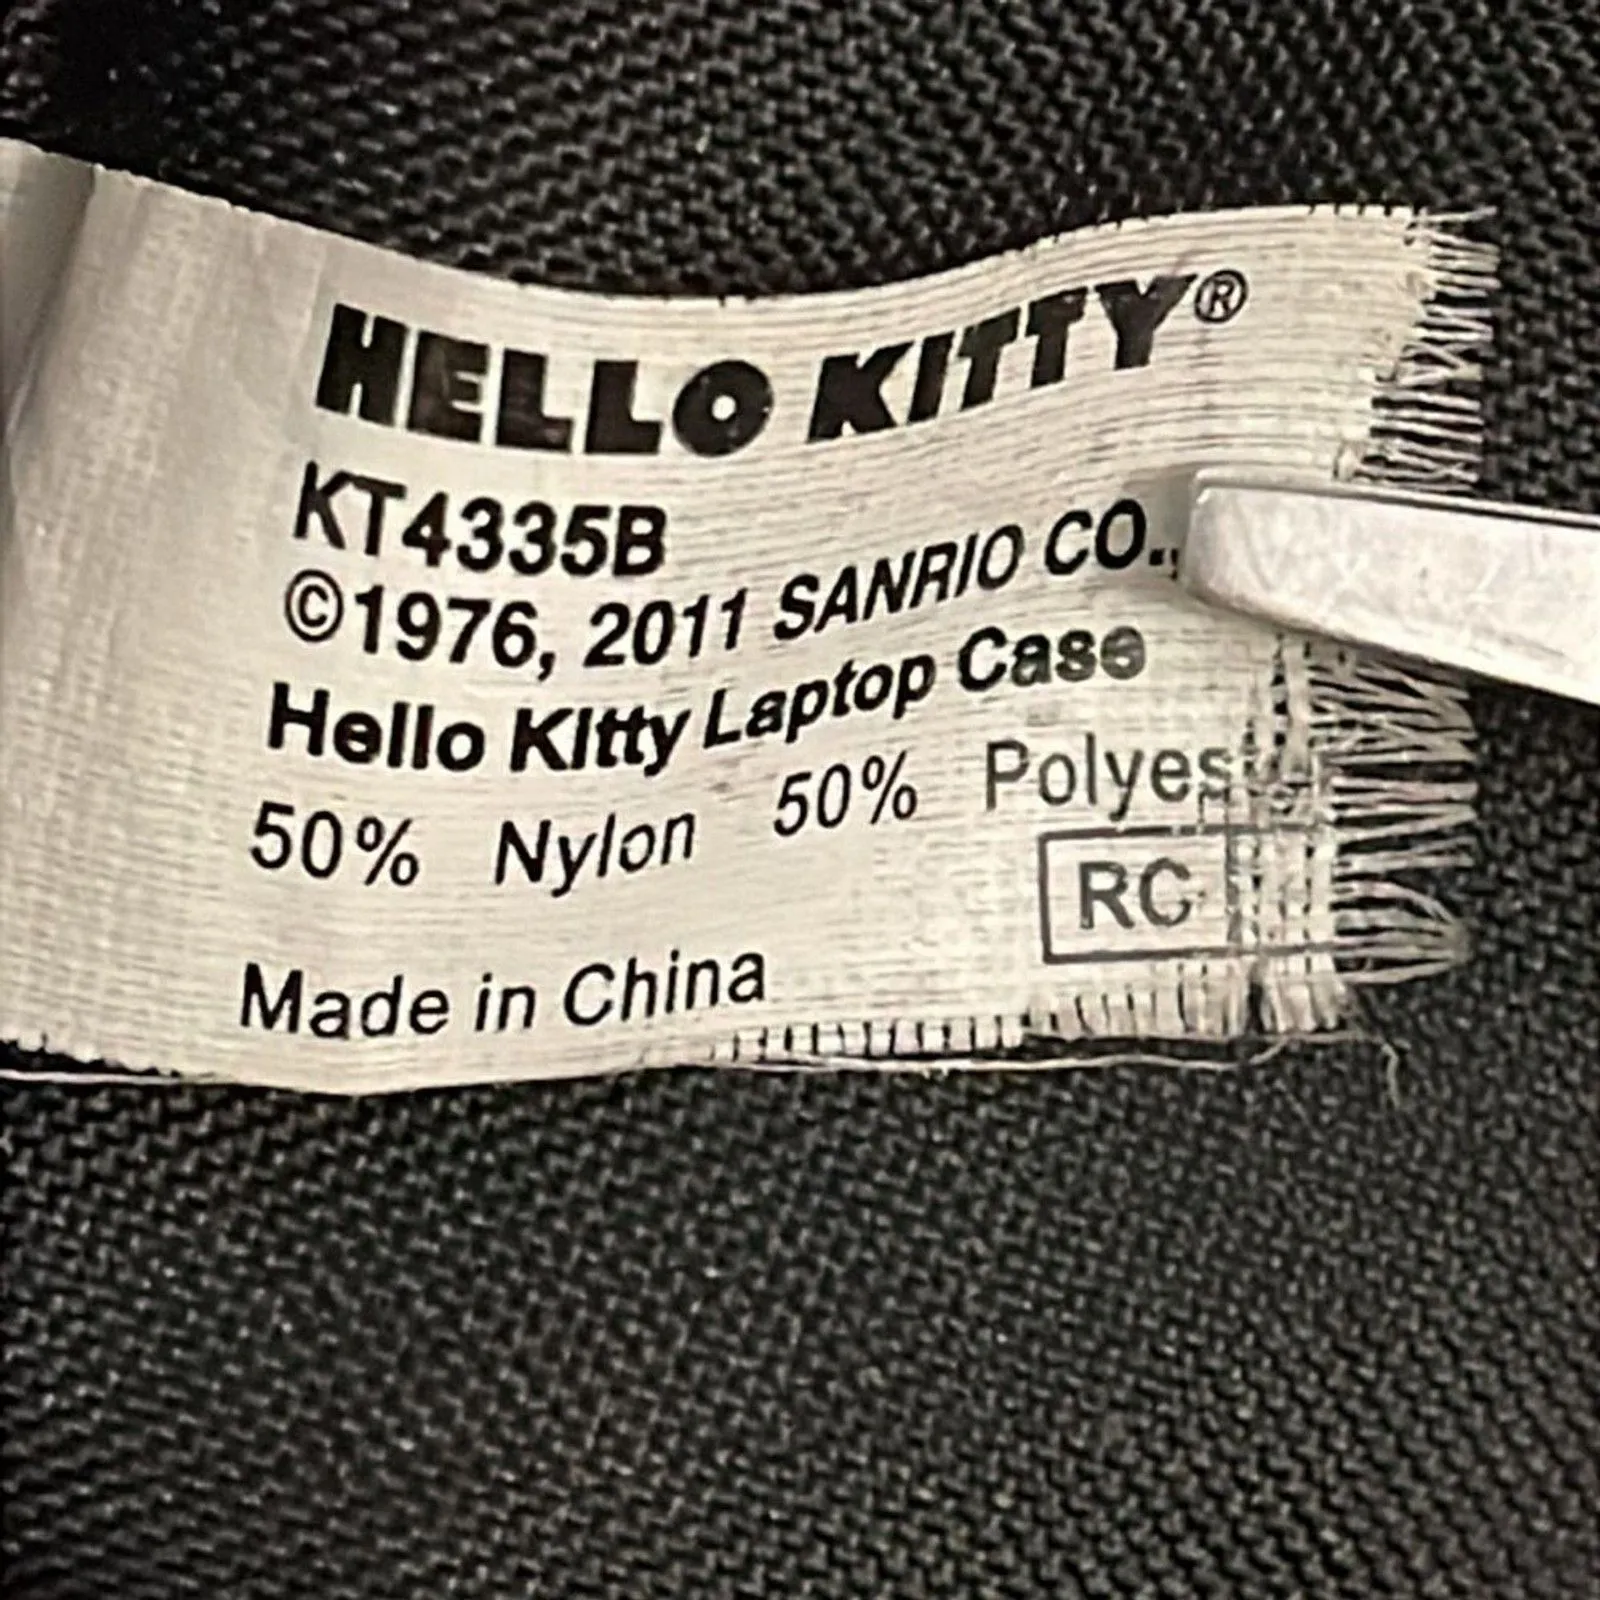 HELLO KITTY®
KT4335B
©1976, 2011 SANRIO CO.,
Hello Kitty Laptop Case
50% Nylon 50% Polyes
RC
Made in China